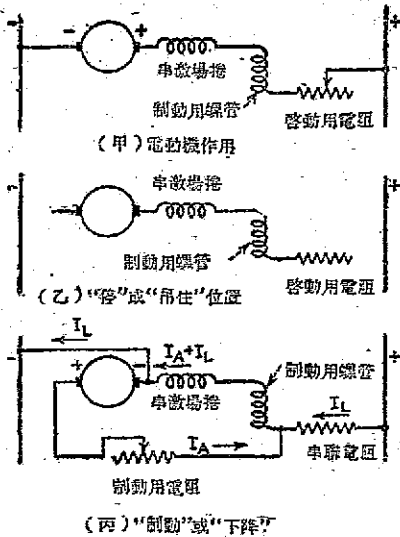 - - + +
串激場捲
制動用螺管
啓動用電阻
(甲)電動機作用
- +
串激場捲
制動用螺管
啓動用電阻
(乙)“停”或“吊住”位置
I_L
- + - I_A+I_L +
制動用螺管
串激場捲
I_L
I_A
串聯電阻
制動用電阻
(丙)“制動”或“下降”